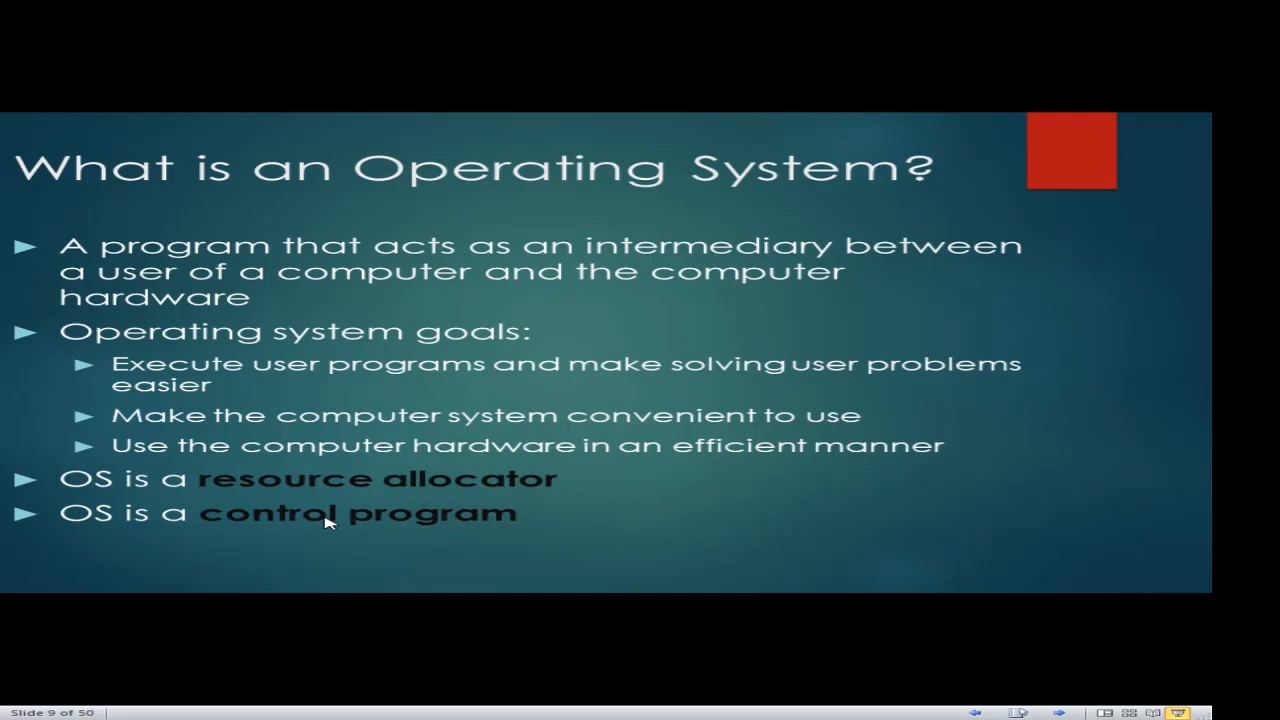 What is an Operating System?
► A program that acts as an intermediary between
a user of a computer and the computer
hardware
► Operating system goals:
► Execute user programs and make solving user problems
easier
► Make the computer system convenient to use
► Use the computer hardware in an efficient manner
► OS is a resource allocator
► OS is a control program
Slide 9 of 50